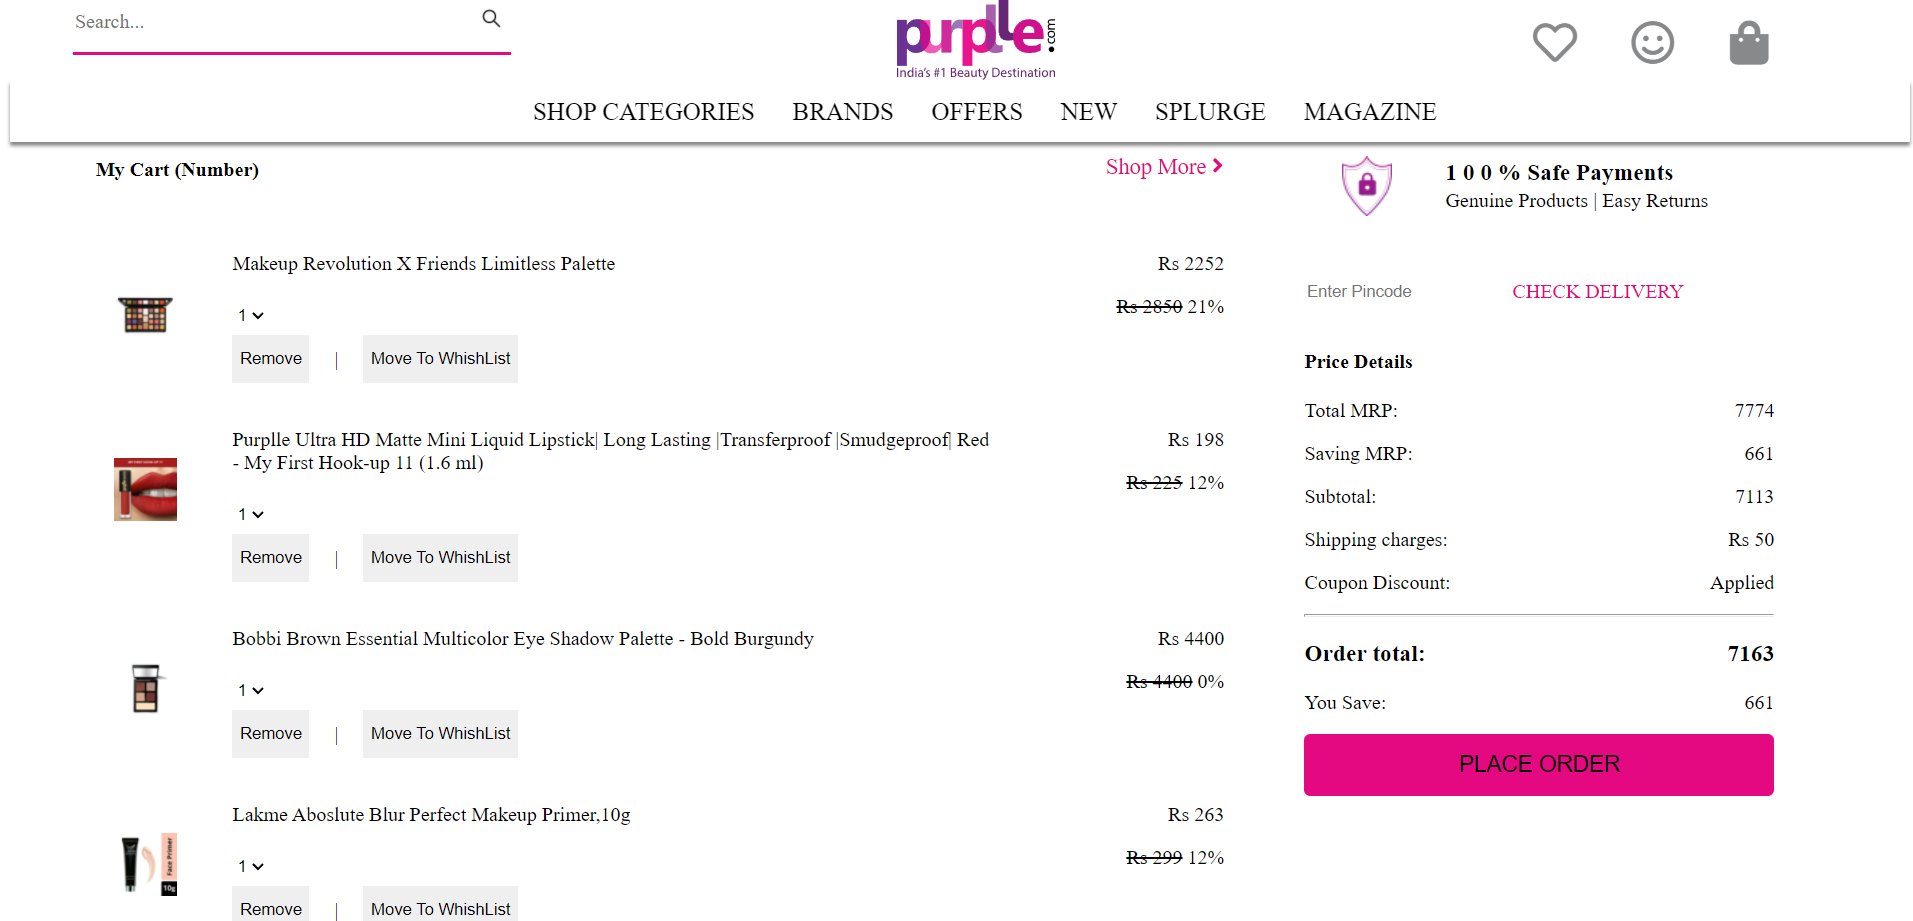 Search...
purplle.com
India's #1 Beauty Destination
SHOP CATEGORIES BRANDS OFFERS NEW SPLURGE MAGAZINE
My Cart (Number)
Shop More
Makeup Revolution X Friends Limitless Palette
Rs 2252
Rs 2850 21%
1
Remove | Move To WhishList
Purplle Ultra HD Matte Mini Liquid Lipstick| Long Lasting |Transferproof |Smudgeproof| Red
- My First Hook-up 11 (1.6 ml)
Rs 198
Rs 225 12%
1
Remove | Move To WhishList
Bobbi Brown Essential Multicolor Eye Shadow Palette - Bold Burgundy
Rs 4400
Rs 4400 0%
1
Remove | Move To WhishList
Lakme Aboslute Blur Perfect Makeup Primer,10g
Rs 263
Rs 299 12%
Face Primer
10g
1
Remove | Move To WhishList
1 0 0 % Safe Payments
Genuine Products | Easy Returns
Enter Pincode
CHECK DELIVERY
Price Details
Total MRP: 7774
Saving MRP: 661
Subtotal: 7113
Shipping charges: Rs 50
Coupon Discount: Applied
Order total: 7163
You Save: 661
PLACE ORDER